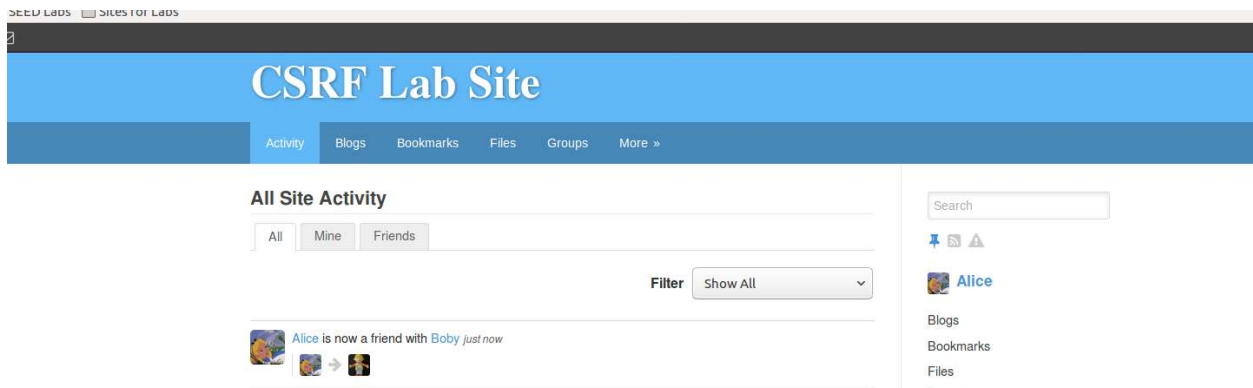 SEED Labs Sites for Labs
CSRF Lab Site
Activity Blogs Bookmarks Files Groups More »
All Site Activity
All Mine Friends
Filter Show All
Alice is now a friend with Boby just now
Search
Alice
Blogs
Bookmarks
Files